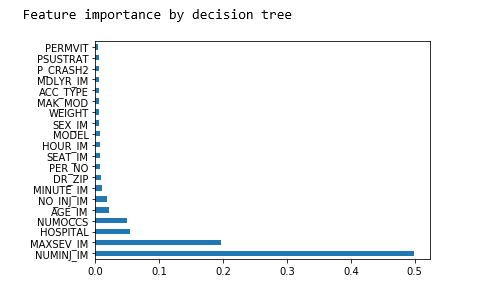 Feature importance by decision tree
PERMVIT
PSUSTRAT
P_CRASH2
MDLYR_IM
ACC_TYPE
MAK_MOD
WEIGHT
SEX_IM
MODEL
HOUR_IM
SEAT_IM
PER_NO
DR_ZIP
MINUTE_IM
NO_INJ_IM
AGE_IM
NUMOCCS
HOSPITAL
MAXSEV_IM
NUMINJ_IM
0.0 0.1 0.2 0.3 0.4 0.5